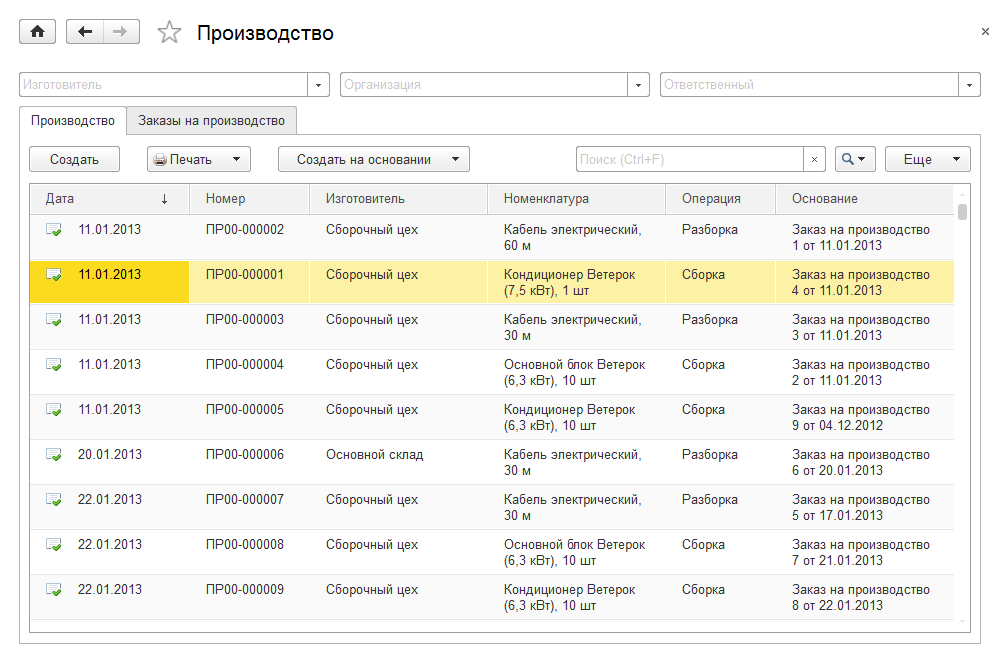 Производство
Изготовитель Организация Ответственный
Производство Заказы на производство
Создать Печать Создать на основании Поиск (Ctrl+F) × Еще
Дата ↓ Номер Изготовитель Номенклатура Операция Основание
11.01.2013 ПР00-000002 Сборочный цех Кабель электрический, Разборка Заказ на производство
60 м 1 от 11.01.2013
11.01.2013 ПР00-000001 Сборочный цех Кондиционер Ветерок Сборка Заказ на производство
(7,5 кВт), 1 шт 4 от 11.01.2013
11.01.2013 ПР00-000003 Сборочный цех Кабель электрический, Разборка Заказ на производство
30 м 3 от 11.01.2013
11.01.2013 ПР00-000004 Сборочный цех Основной блок Ветерок Сборка Заказ на производство
(6,3 кВт), 10 шт 2 от 11.01.2013
11.01.2013 ПР00-000005 Сборочный цех Кондиционер Ветерок Сборка Заказ на производство
(6,3 кВт), 10 шт 9 от 04.12.2012
20.01.2013 ПР00-000006 Основной склад Кабель электрический, Разборка Заказ на производство
30 м 6 от 20.01.2013
22.01.2013 ПР00-000007 Сборочный цех Кабель электрический, Разборка Заказ на производство
30 м 5 от 17.01.2013
22.01.2013 ПР00-000008 Сборочный цех Основной блок Ветерок Сборка Заказ на производство
(6,3 кВт), 10 шт 7 от 21.01.2013
22.01.2013 ПР00-000009 Сборочный цех Кондиционер Ветерок Сборка Заказ на производство
(6,3 кВт), 10 шт 8 от 22.01.2013